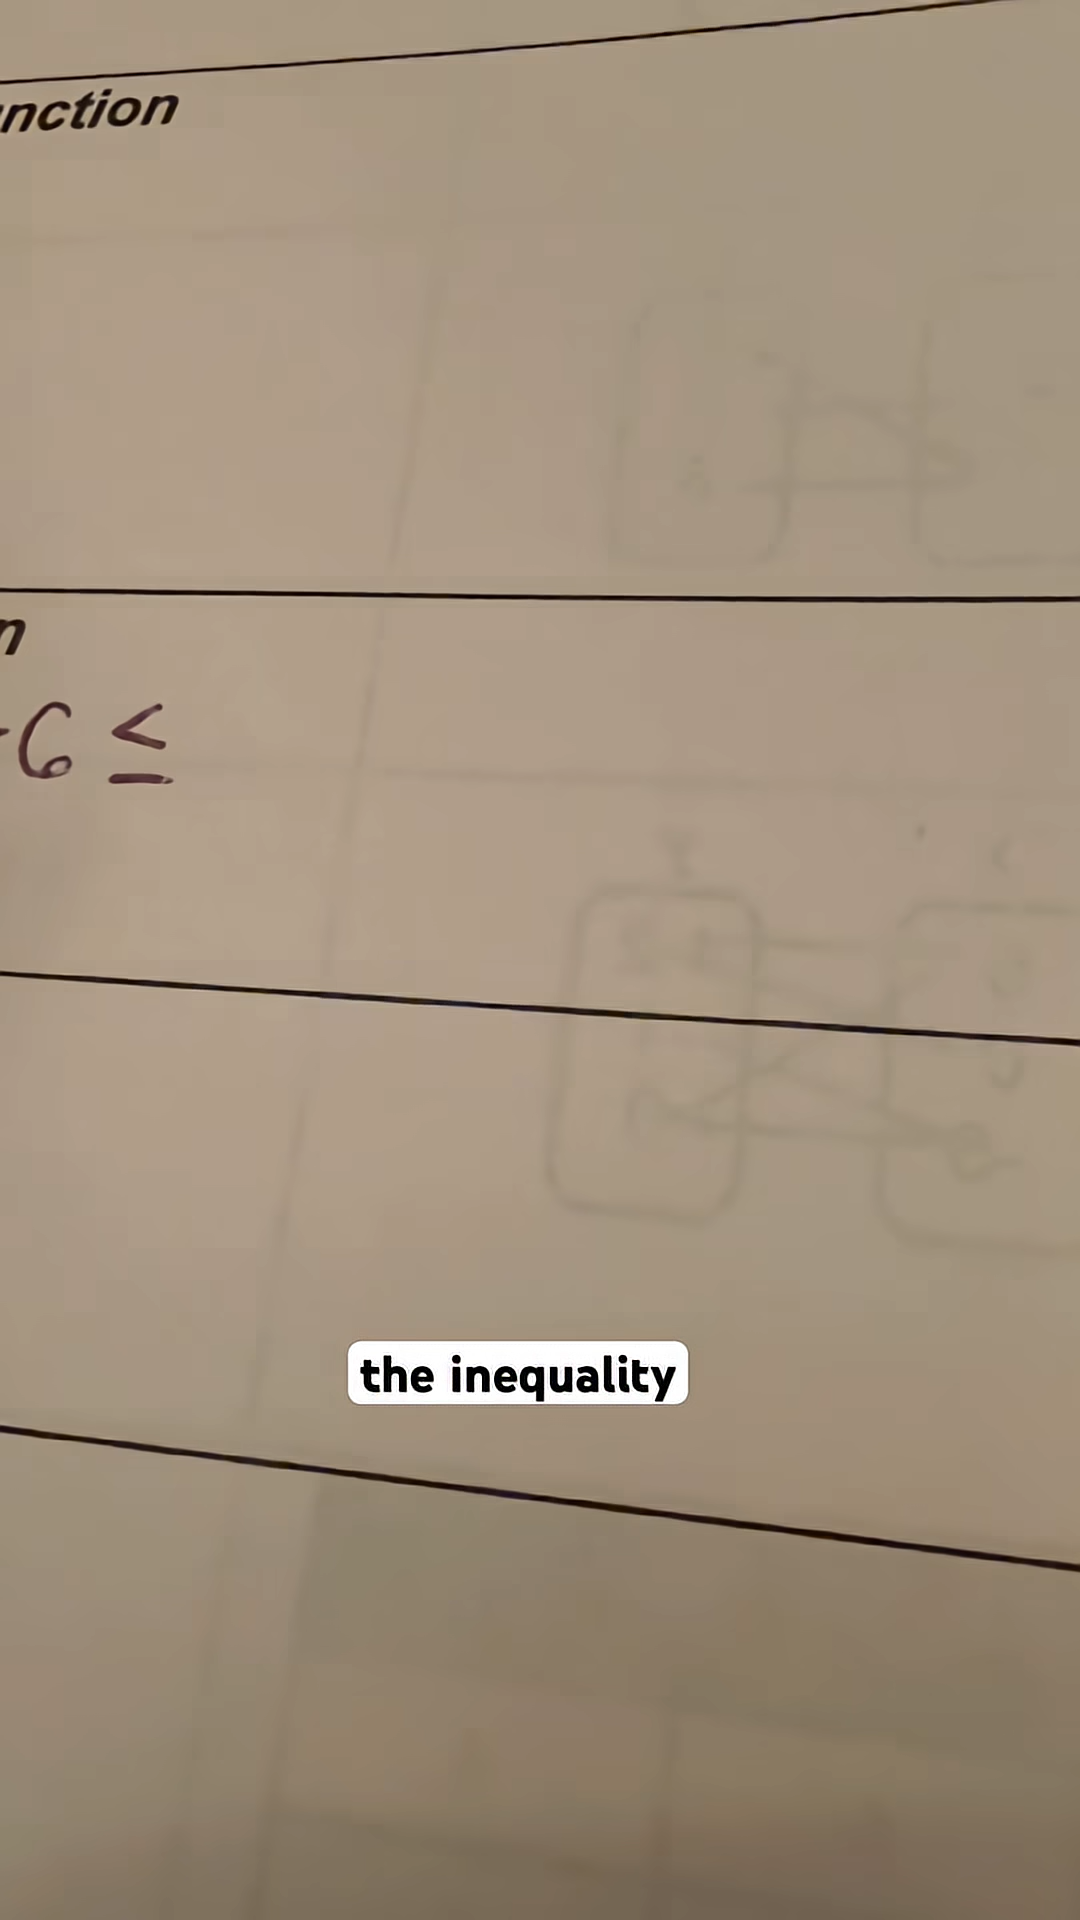 nction
n
-6 ≤
the inequality